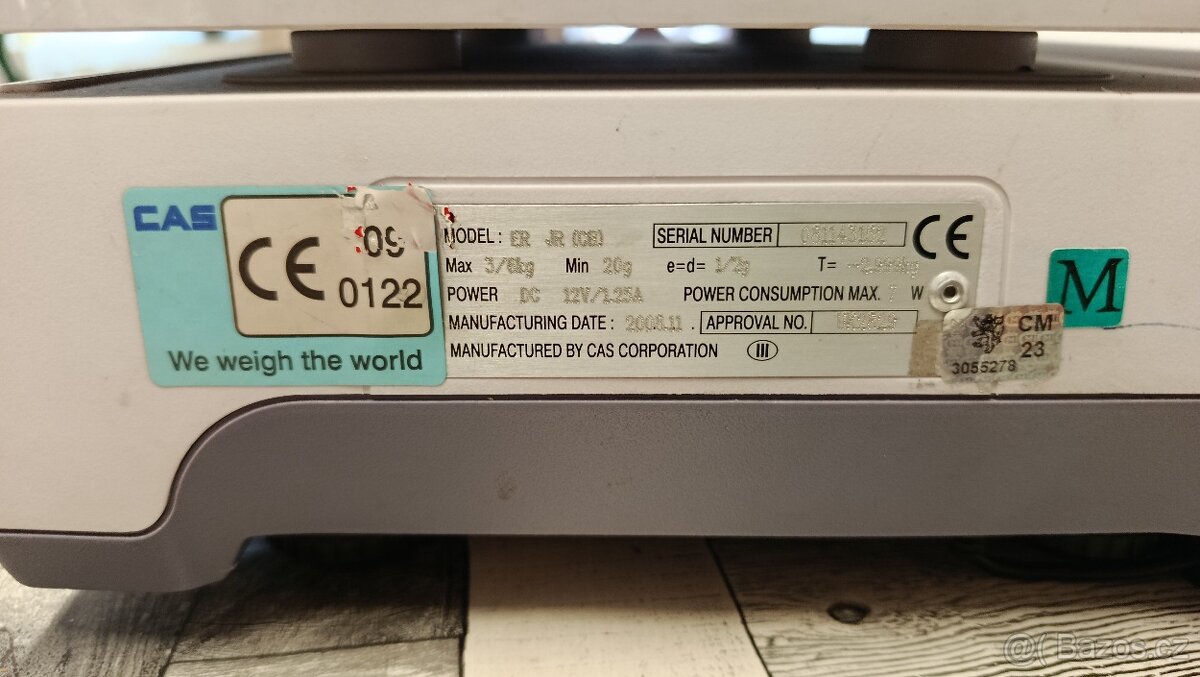 CAS
CE 09
0122
We weigh the world
MODEL : ER JR (CE) SERIAL NUMBER CE
Max 3/6kg Min 20g e=d= 1/2g T=
POWER DC 12V/1.25A POWER CONSUMPTION MAX. 7 W
MANUFACTURING DATE : 2008.11 . APPROVAL NO.
MANUFACTURED BY CAS CORPORATION III
M
CM
23
3055278
@( Bazos.cz